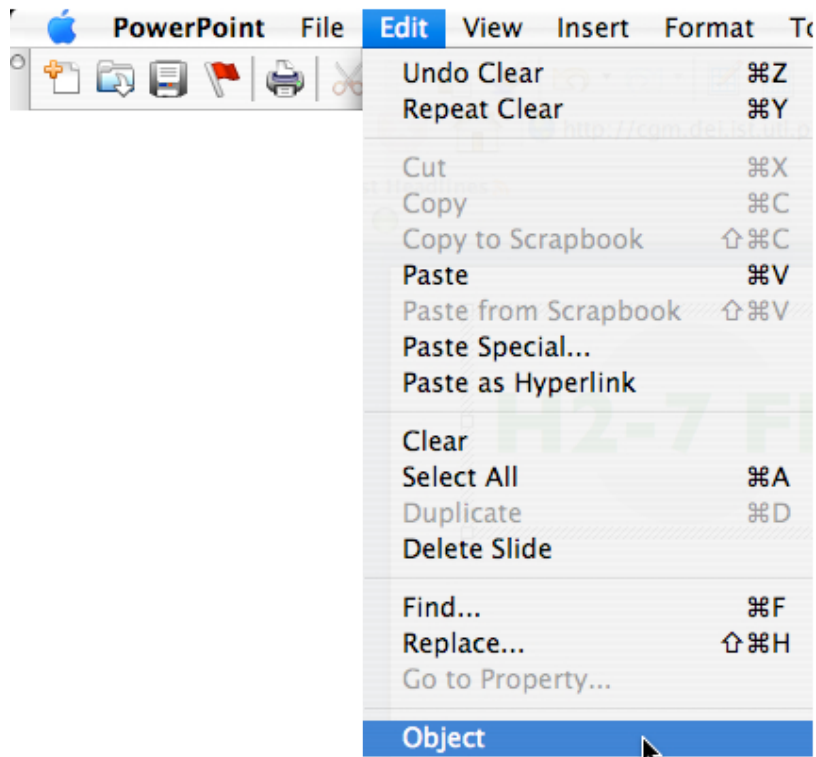 PowerPoint File Edit View Insert Format
Undo Clear ⌘Z
Repeat Clear ⌘Y
Cut ⌘X
Copy ⌘C
Copy to Scrapbook ⇧⌘C
Paste ⌘V
Paste from Scrapbook ⇧⌘V
Paste Special...
Paste as Hyperlink
Clear
Select All ⌘A
Duplicate ⌘D
Delete Slide
Find... ⌘F
Replace... ⇧⌘H
Go to Property...
Object